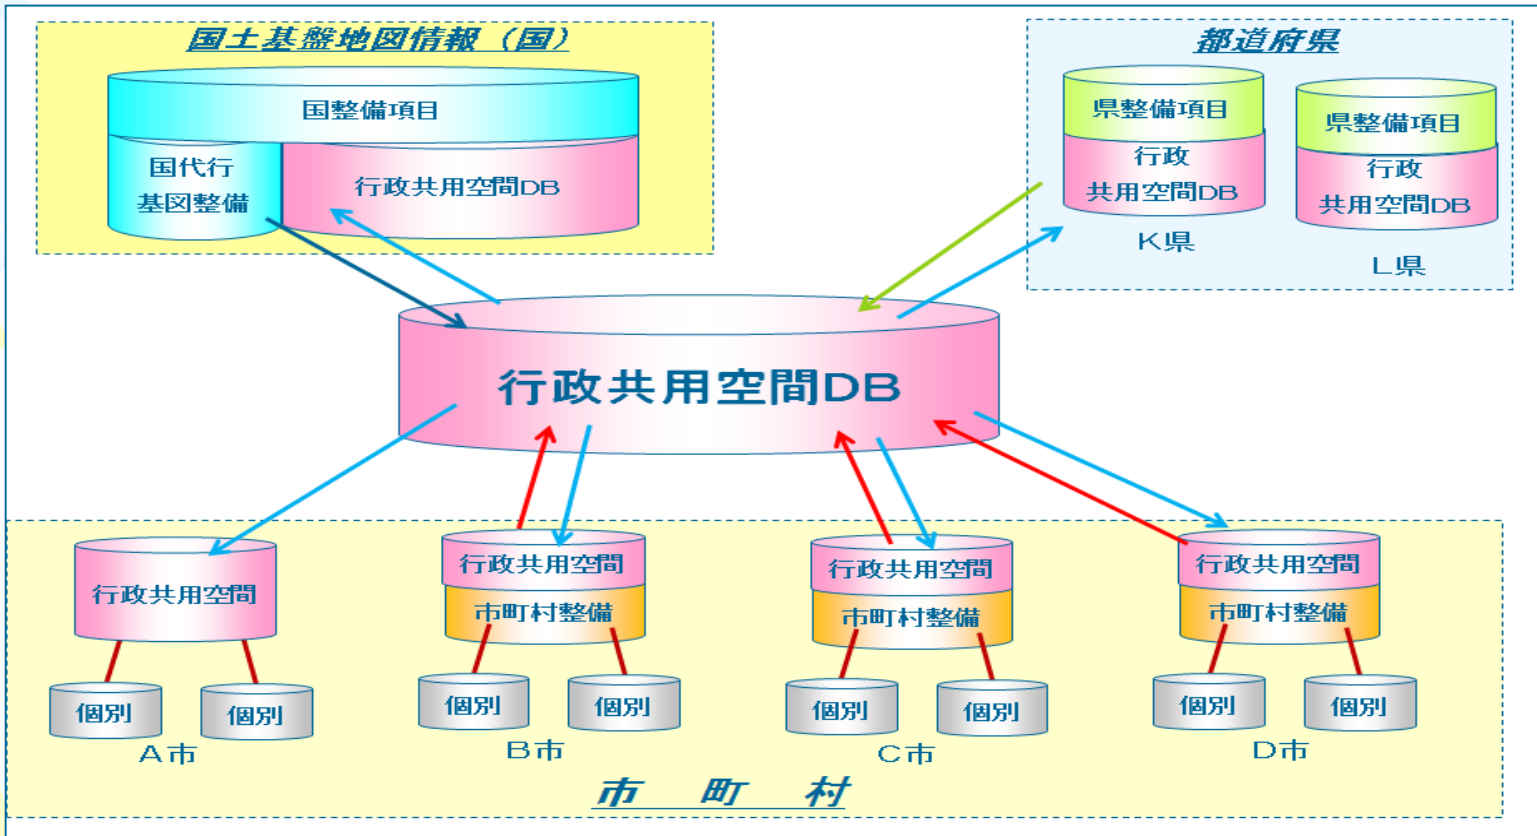 国土基盤地図情報（国）
国整備項目
国代行
基図整備
行政共用空間DB
都道府県
県整備項目
行政
共用空間DB
K県
県整備項目
行政
共用空間DB
L県
行政共用空間DB
行政共用空間
個別
個別
A市
行政共用空間
市町村整備
個別
個別
B市
行政共用空間
市町村整備
個別
個別
C市
行政共用空間
市町村整備
個別
個別
D市
市　町　村